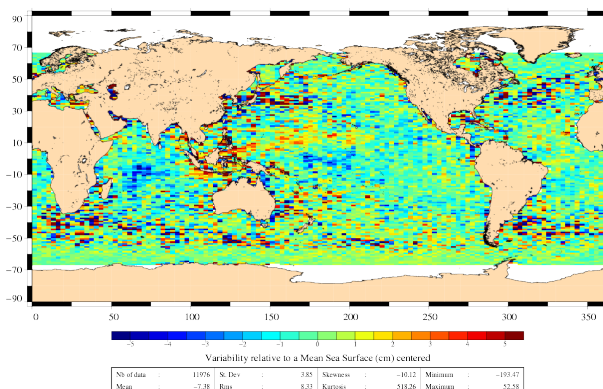 90
70
50
30
10
−10
−30
−50
−70
−90
0 50 100 150 200 250 300 350
−5 −4 −3 −2 −1 0 1 2 3 4 5
Variability relative to a Mean Sea Surface (cm) centered
Nb of data : 11976 St. Dev : 3.85 Skewness : −10.12 Minimum : −193.47
Mean : −7.38 Rms : 8.33 Kurtosis : 518.26 Maximum : 52.58